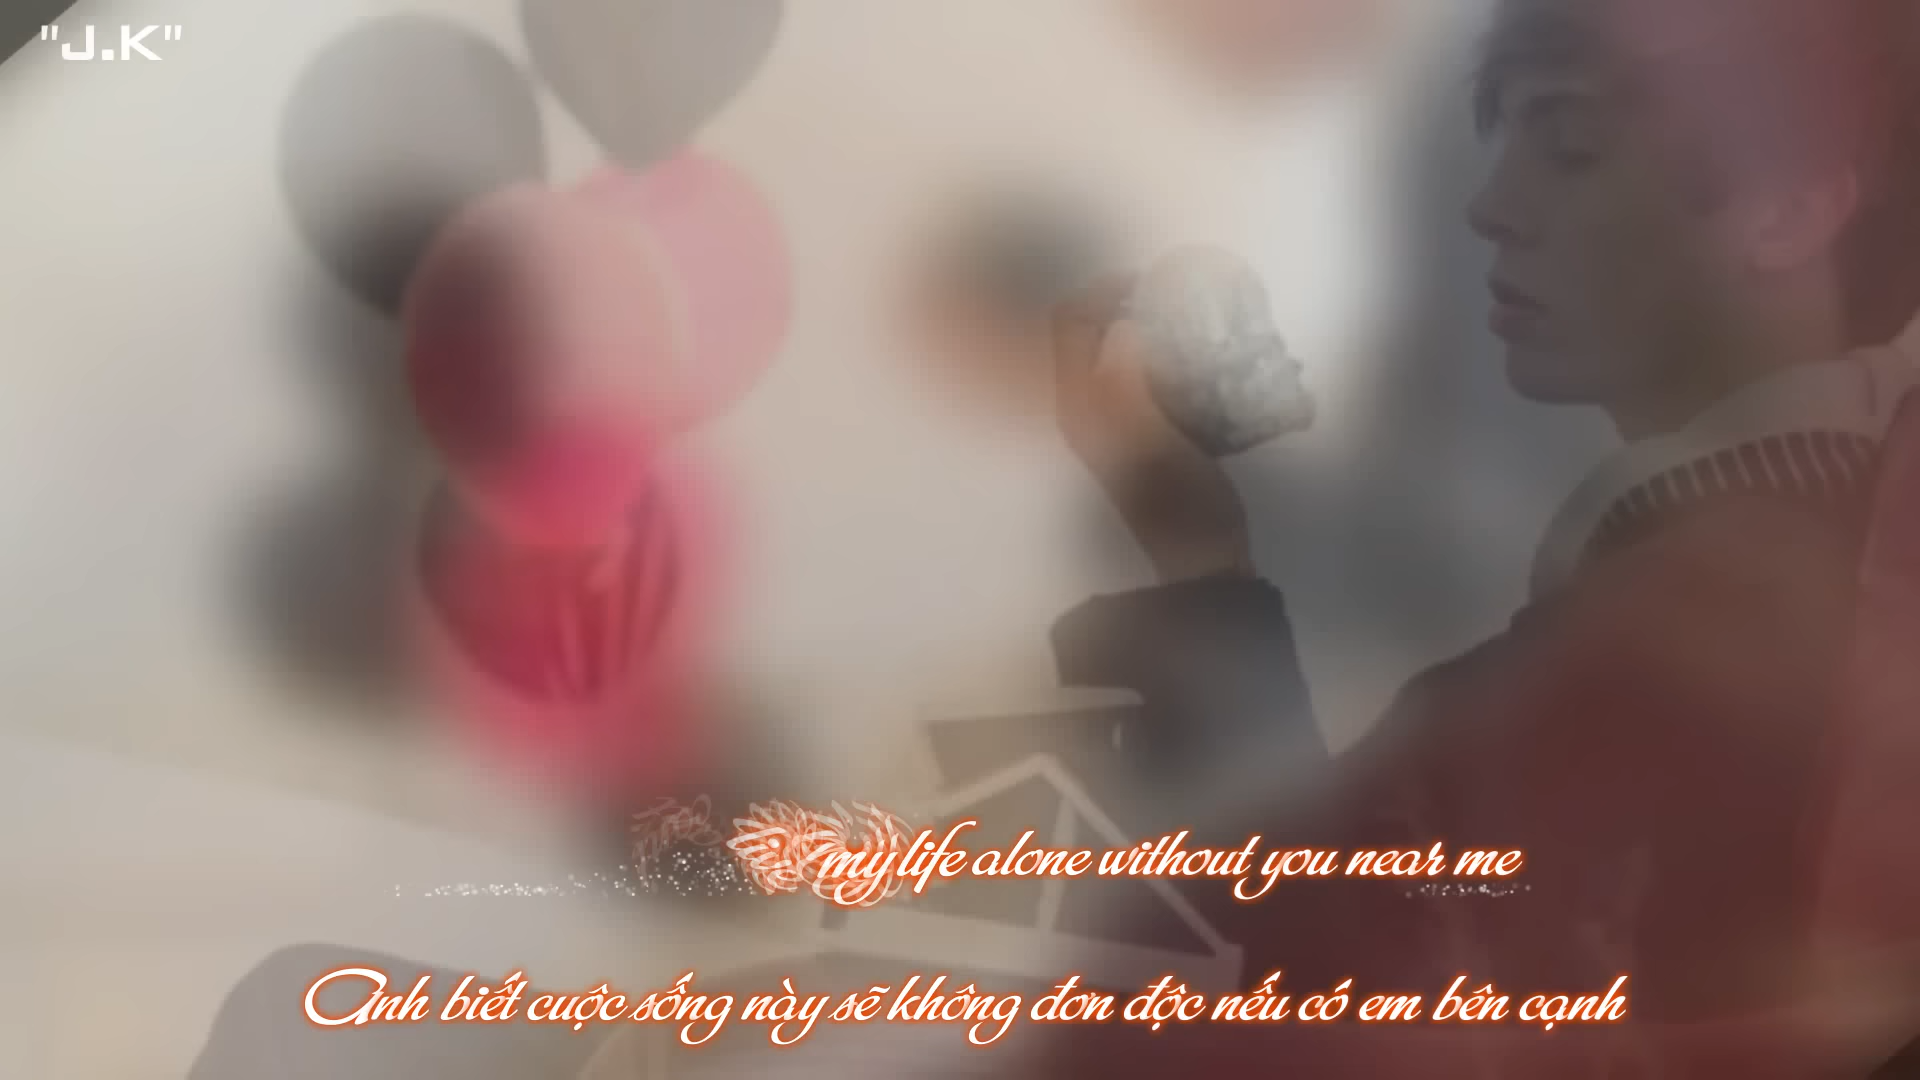 "J.K"
my life alone without you near me
Anh biết cuộc sống này sẽ không đơn độc nếu có em bên cạnh